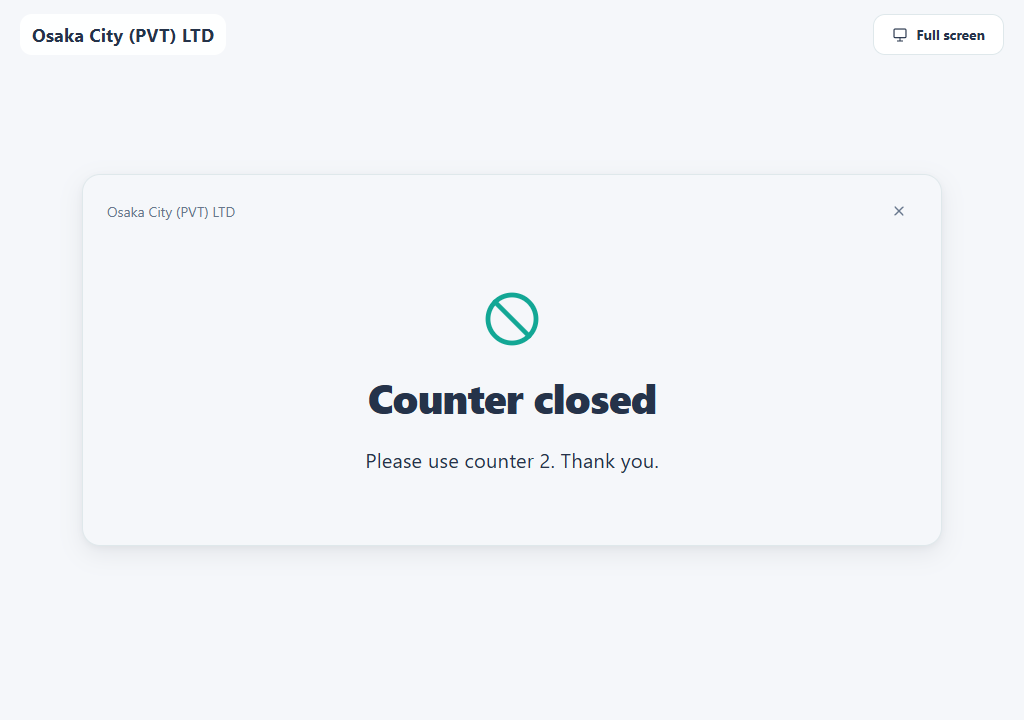 Osaka City (PVT) LTD
Full screen
Osaka City (PVT) LTD
Counter closed
Please use counter 2. Thank you.